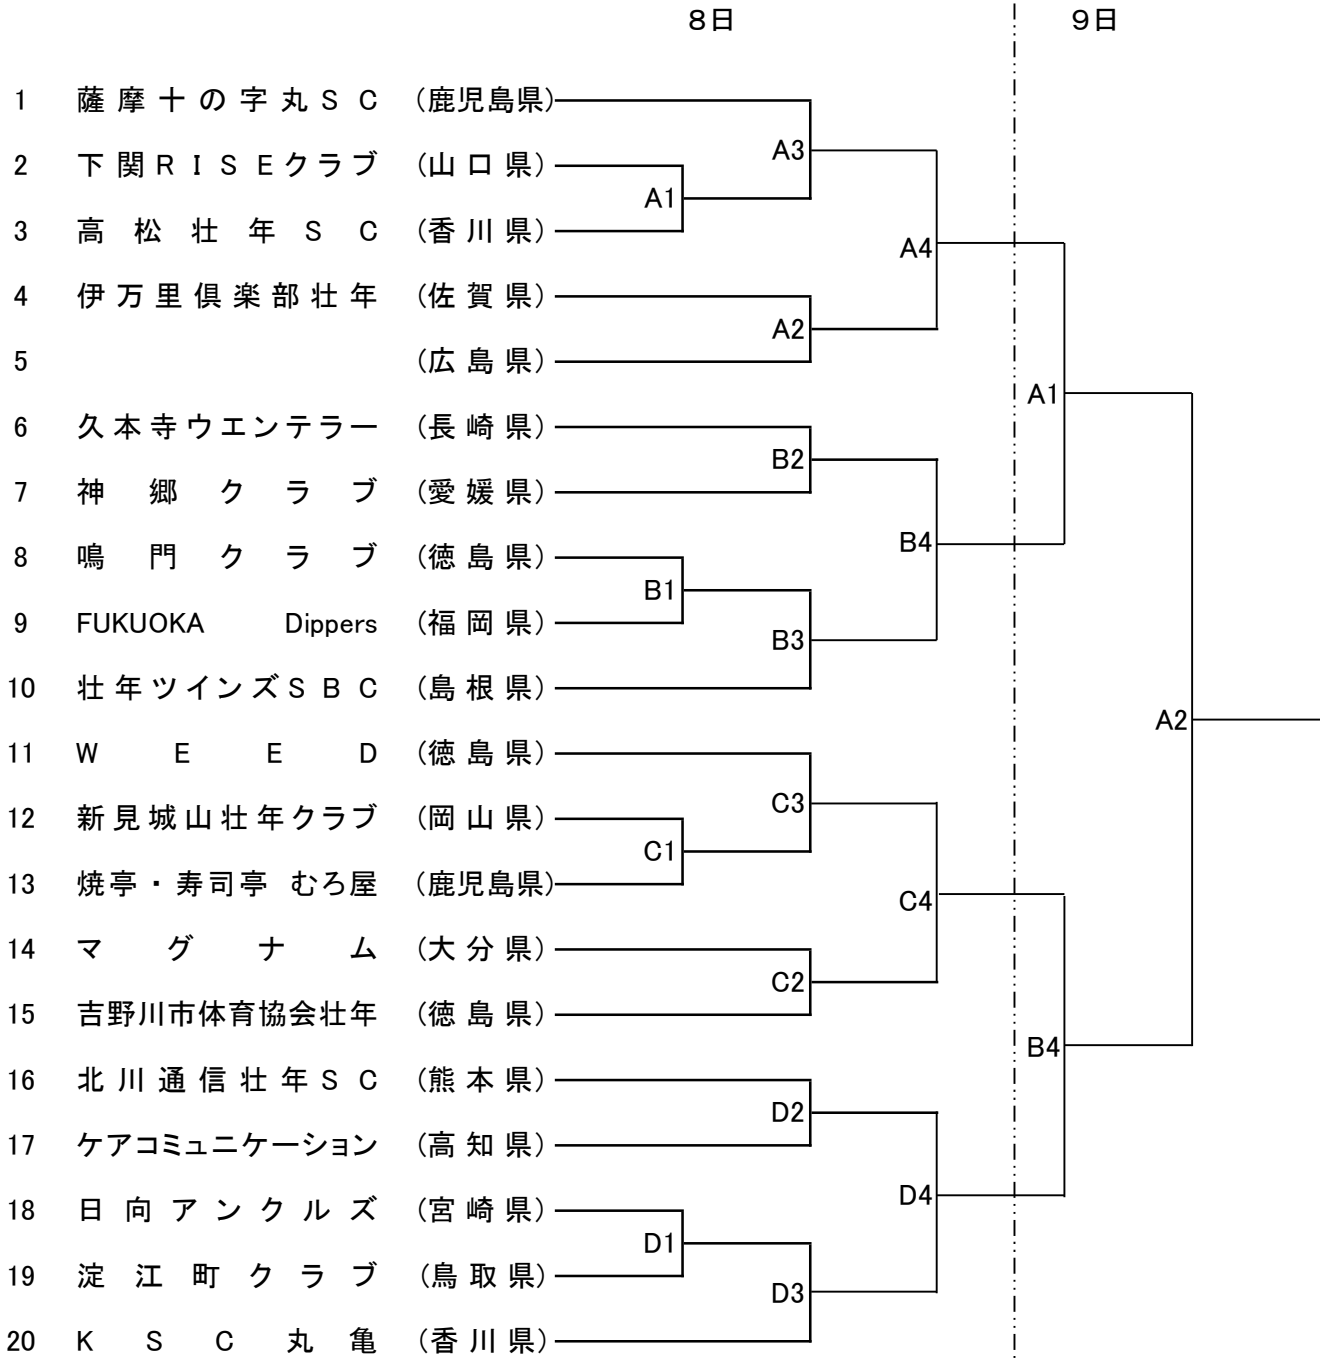 8日 9日
1 薩摩十の字丸SC (鹿児島県)
A3
2 下関RISEクラブ (山口県)
A1
3 高松壮年SC (香川県)
A4
4 伊万里倶楽部壮年 (佐賀県)
A2
5 (広島県)
A1
6 久本寺ウエンテラー (長崎県)
B2
7 神郷クラブ (愛媛県)
B4
8 鳴門クラブ (徳島県)
B1
9 FUKUOKA Dippers (福岡県)
B3
10 壮年ツインズSBC (島根県)
A2
11 WEED (徳島県)
C3
12 新見城山壮年クラブ (岡山県)
C1
13 焼亭・寿司亭 むろ屋 (鹿児島県)
C4
14 マグナム (大分県)
C2
15 吉野川市体育協会壮年 (徳島県)
B4
16 北川通信壮年SC (熊本県)
D2
17 ケアコミュニケーション (高知県)
D4
18 日向アンクルズ (宮崎県)
D1
19 淀江町クラブ (鳥取県)
D3
20 KSC丸亀 (香川県)